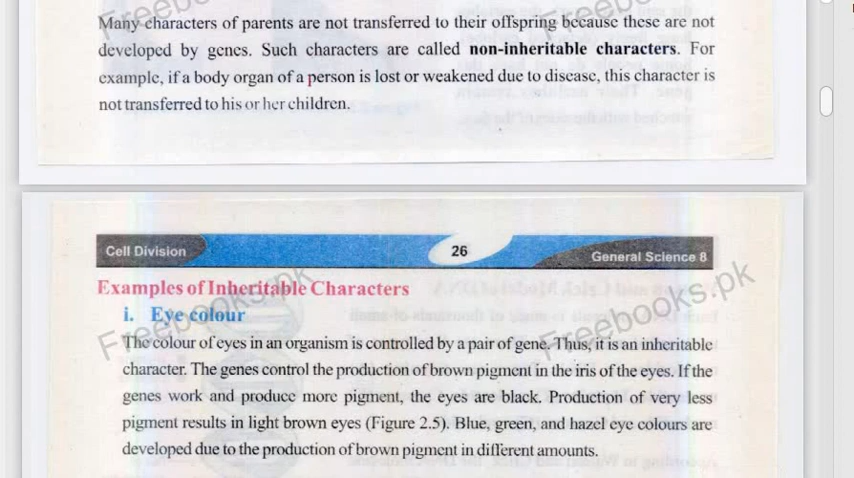 Many characters of parents are not transferred to their offspring because these are not
developed by genes. Such characters are called non-inheritable characters. For
example, if a body organ of a person is lost or weakened due to disease, this character is
not transferred to his or her children.
Cell Division
26
General Science 8
Examples of Inheritable Characters
i. Eye colour
The colour of eyes in an organism is controlled by a pair of gene. Thus, it is an inheritable
character. The genes control the production of brown pigment in the iris of the eyes. If the
genes work and produce more pigment, the eyes are black. Production of very less
pigment results in light brown eyes (Figure 2.5). Blue, green, and hazel eye colours are
developed due to the production of brown pigment in different amounts.
Freebooks.pk
Freebooks.pk